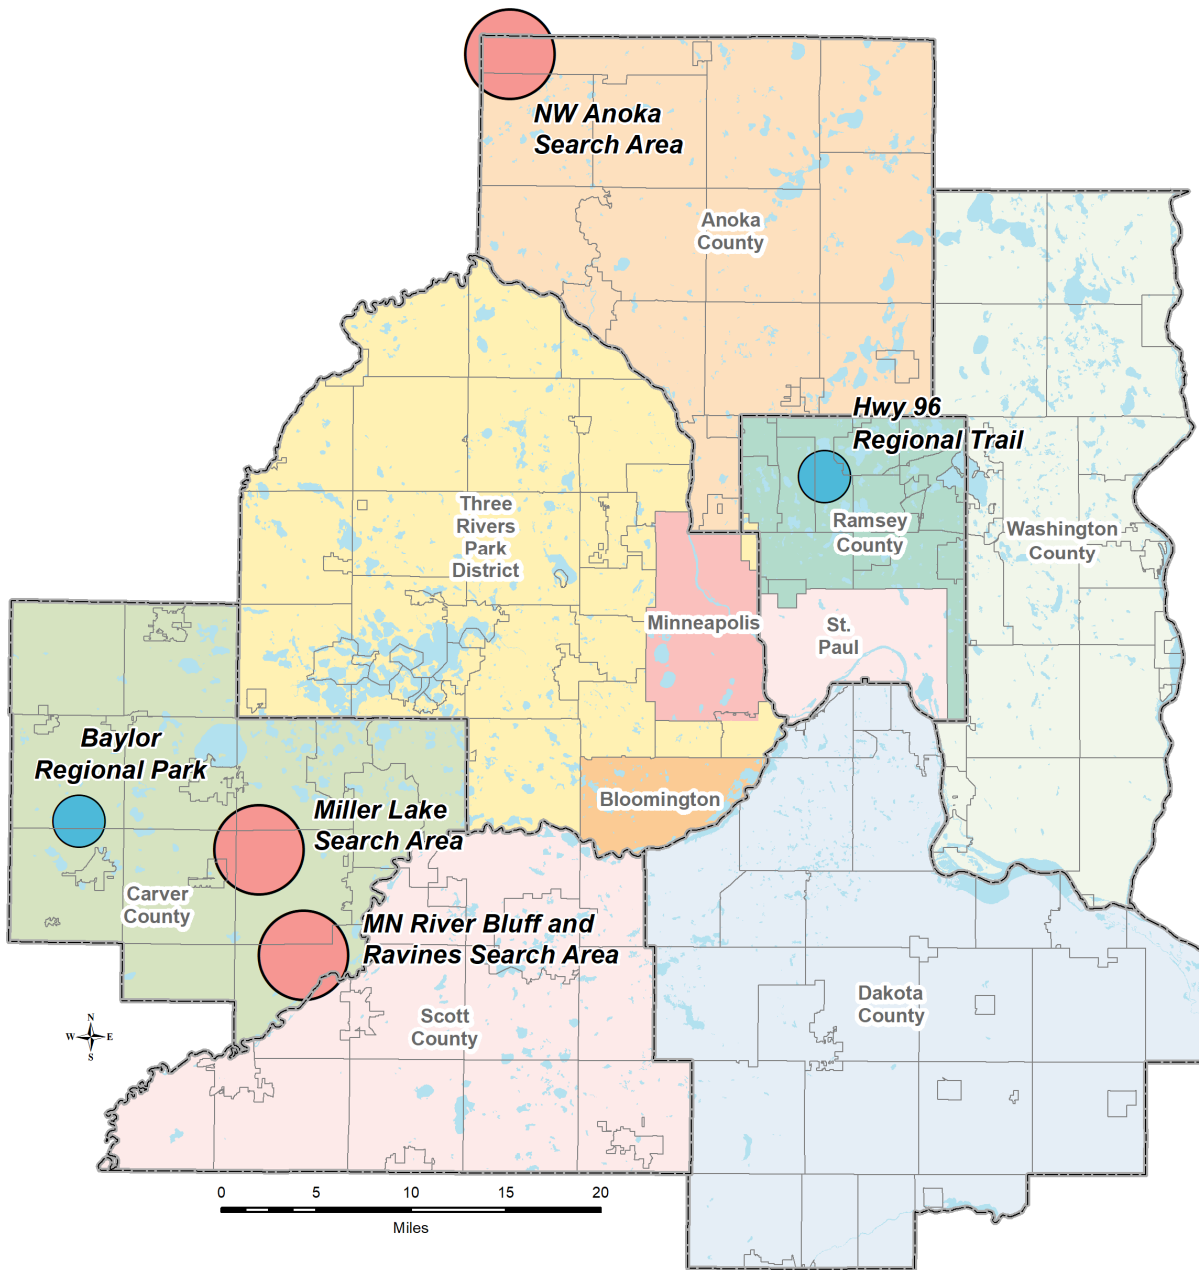 NW Anoka
Search Area
Anoka
County
Hwy 96
Regional Trail
Three
Rivers
Park
District
Ramsey
County
Washington
County
Minneapolis
St.
Paul
Baylor
Regional Park
Miller Lake
Search Area
Bloomington
Carver
County
MN River Bluff and
Ravines Search Area
Scott
County
Dakota
County
N
W E
S
0 5 10 15 20
Miles